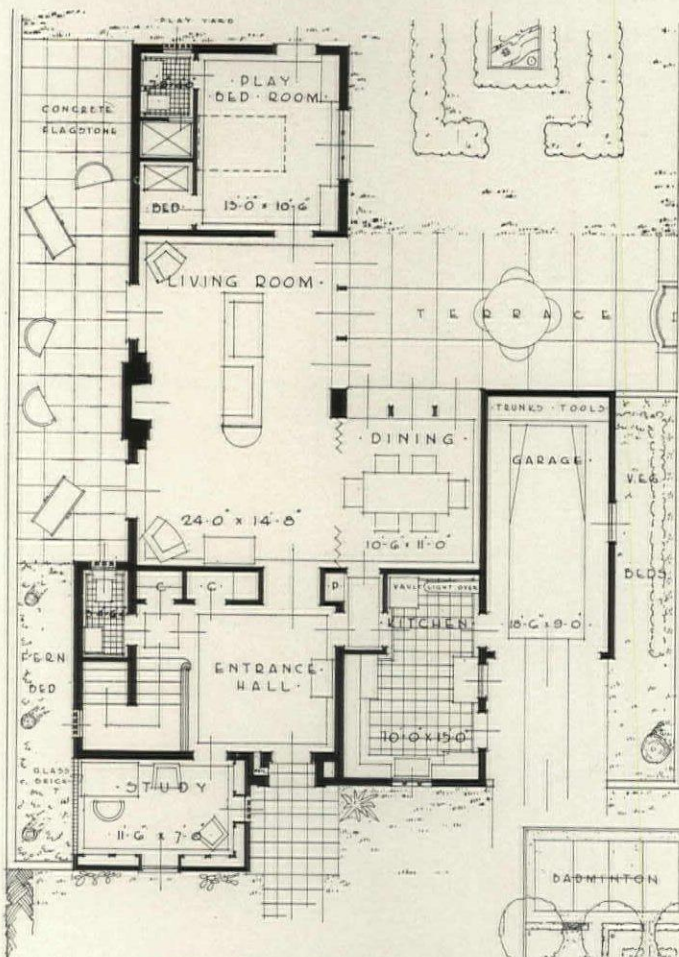 PLAY YARD
CONCRETE
FLAGSTONE
· PLAY
BED · ROOM ·
BED
15'-0" x 10'-6"
· LIVING ROOM ·
TERRACE
· TRUNKS · TOOLS ·
· DINING ·
GARAGE ·
VEG
BEDS
24'-0" x 14'-8"
10'-6" x 11'-0"
18'-6" x 9'-0"
C
C ·
· P
VAULT
LIGHT OVER
· KITCHEN ·
10'-0" x 15'-0"
FERN
BED
ENTRANCE ·
HALL ·
GLASS
BRICK
· STUDY
11'-6" x 7'-0"
BADMINTON